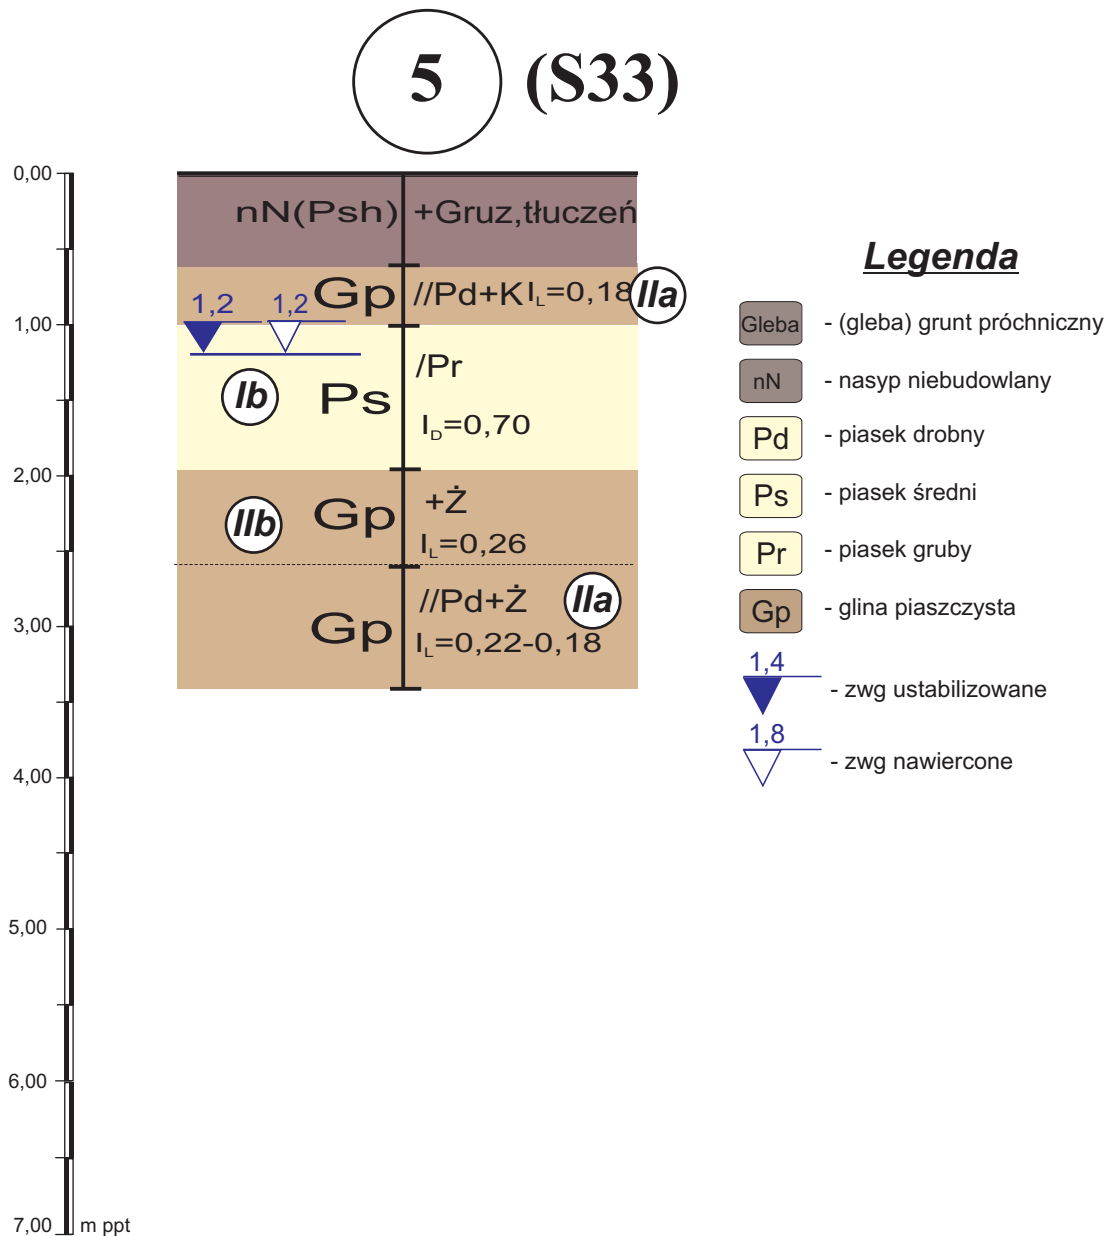 5 (S33)
0,00
nN(Psh) +Gruz,tłuczeń
Gp //Pd+K I_L=0,18 IIa
1,2 1,2
1,00
/Pr
Ib Ps
I_D=0,70
2,00
+Ż
IIb Gp
I_L=0,26
//Pd+Ż IIa
3,00
Gp I_L=0,22-0,18
4,00
5,00
6,00
7,00 m ppt
Legenda
Gleba - (gleba) grunt próchniczny
nN - nasyp niebudowlany
Pd - piasek drobny
Ps - piasek średni
Pr - piasek gruby
Gp - glina piaszczysta
1,4 - zwg ustabilizowane
1,8 - zwg nawiercone